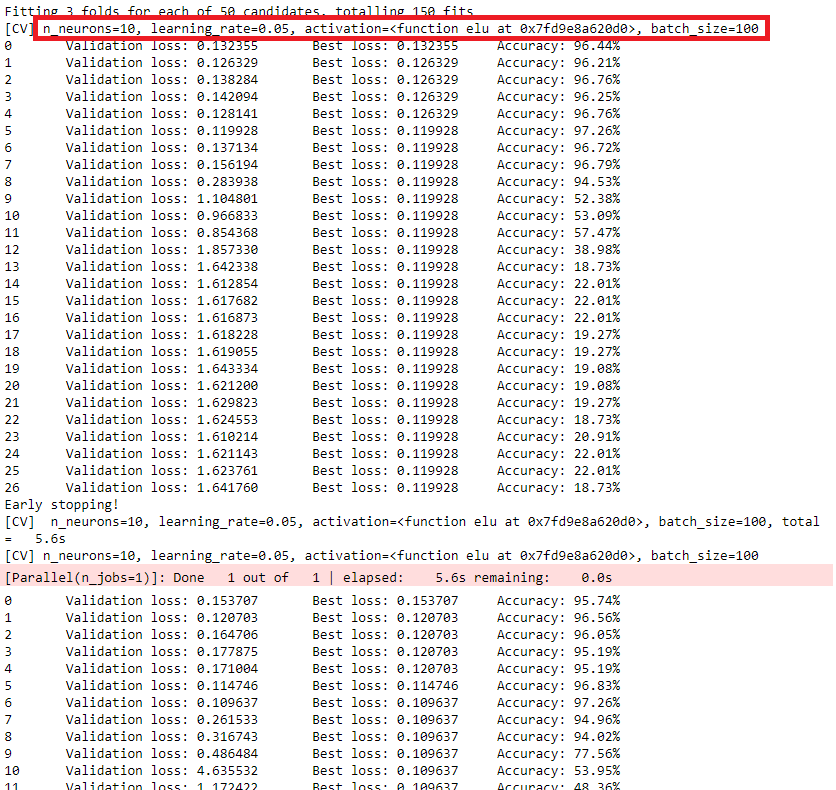 Fitting 3 folds for each of 50 candidates, totalling 150 fits
[CV] n_neurons=10, learning_rate=0.05, activation=<function elu at 0x7fd9e8a620d0>, batch_size=100
0 Validation loss: 0.132355 Best loss: 0.132355 Accuracy: 96.44%
1 Validation loss: 0.126329 Best loss: 0.126329 Accuracy: 96.21%
2 Validation loss: 0.138284 Best loss: 0.126329 Accuracy: 96.76%
3 Validation loss: 0.142094 Best loss: 0.126329 Accuracy: 96.25%
4 Validation loss: 0.128141 Best loss: 0.126329 Accuracy: 96.76%
5 Validation loss: 0.119928 Best loss: 0.119928 Accuracy: 97.26%
6 Validation loss: 0.137134 Best loss: 0.119928 Accuracy: 96.72%
7 Validation loss: 0.156194 Best loss: 0.119928 Accuracy: 96.79%
8 Validation loss: 0.283938 Best loss: 0.119928 Accuracy: 94.53%
9 Validation loss: 1.104801 Best loss: 0.119928 Accuracy: 52.38%
10 Validation loss: 0.966833 Best loss: 0.119928 Accuracy: 53.09%
11 Validation loss: 0.854368 Best loss: 0.119928 Accuracy: 57.47%
12 Validation loss: 1.857330 Best loss: 0.119928 Accuracy: 38.98%
13 Validation loss: 1.642338 Best loss: 0.119928 Accuracy: 18.73%
14 Validation loss: 1.612854 Best loss: 0.119928 Accuracy: 22.01%
15 Validation loss: 1.617682 Best loss: 0.119928 Accuracy: 22.01%
16 Validation loss: 1.616873 Best loss: 0.119928 Accuracy: 22.01%
17 Validation loss: 1.618228 Best loss: 0.119928 Accuracy: 19.27%
18 Validation loss: 1.619055 Best loss: 0.119928 Accuracy: 19.27%
19 Validation loss: 1.643334 Best loss: 0.119928 Accuracy: 19.08%
20 Validation loss: 1.621200 Best loss: 0.119928 Accuracy: 19.08%
21 Validation loss: 1.629823 Best loss: 0.119928 Accuracy: 19.27%
22 Validation loss: 1.624553 Best loss: 0.119928 Accuracy: 18.73%
23 Validation loss: 1.610214 Best loss: 0.119928 Accuracy: 20.91%
24 Validation loss: 1.621143 Best loss: 0.119928 Accuracy: 22.01%
25 Validation loss: 1.623761 Best loss: 0.119928 Accuracy: 22.01%
26 Validation loss: 1.641760 Best loss: 0.119928 Accuracy: 18.73%
Early stopping!
[CV]  n_neurons=10, learning_rate=0.05, activation=<function elu at 0x7fd9e8a620d0>, batch_size=100, total
= 5.6s
[CV] n_neurons=10, learning_rate=0.05, activation=<function elu at 0x7fd9e8a620d0>, batch_size=100
[Parallel(n_jobs=1)]: Done 1 out of 1 | elapsed: 5.6s remaining: 0.0s
0 Validation loss: 0.153707 Best loss: 0.153707 Accuracy: 95.74%
1 Validation loss: 0.120703 Best loss: 0.120703 Accuracy: 96.56%
2 Validation loss: 0.164706 Best loss: 0.120703 Accuracy: 96.05%
3 Validation loss: 0.177875 Best loss: 0.120703 Accuracy: 95.19%
4 Validation loss: 0.171004 Best loss: 0.120703 Accuracy: 95.19%
5 Validation loss: 0.114746 Best loss: 0.114746 Accuracy: 96.83%
6 Validation loss: 0.109637 Best loss: 0.109637 Accuracy: 97.26%
7 Validation loss: 0.261533 Best loss: 0.109637 Accuracy: 94.96%
8 Validation loss: 0.316743 Best loss: 0.109637 Accuracy: 94.02%
9 Validation loss: 0.486484 Best loss: 0.109637 Accuracy: 77.56%
10 Validation loss: 4.635532 Best loss: 0.109637 Accuracy: 53.95%
11 Validation loss: 1.172422 Best loss: 0.109637 Accuracy: 48.36%